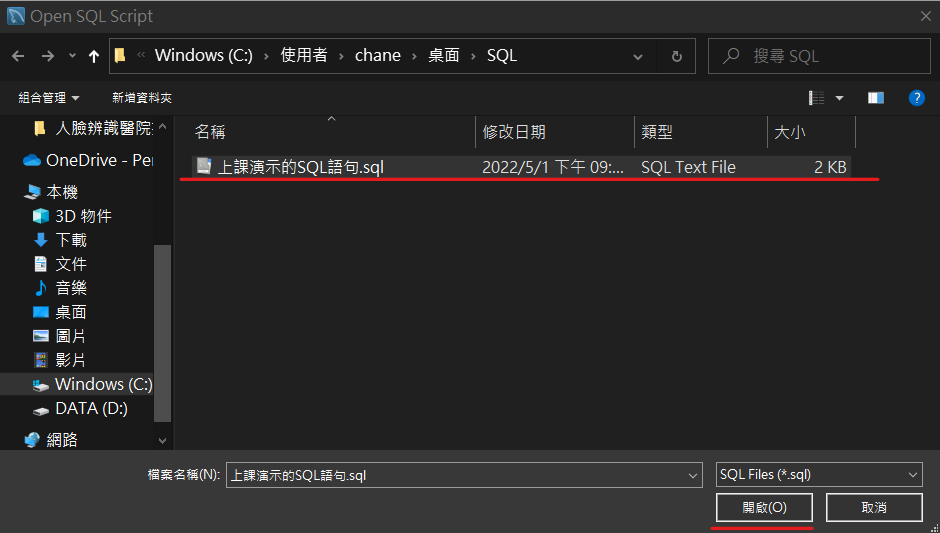 Open SQL Script
« Windows (C:) › 使用者 › chane › 桌面 › SQL
搜尋 SQL
組合管理
新增資料夾
人臉辨識醫院
OneDrive - Per
本機
3D 物件
下載
文件
音樂
桌面
圖片
影片
Windows (C:)
DATA (D:)
網路
名稱 修改日期 類型 大小
上課演示的SQL語句.sql 2022/5/1 下午 09:... SQL Text File 2 KB
檔案名稱(N): 上課演示的SQL語句.sql
SQL Files (*.sql)
開啟(O)
取消